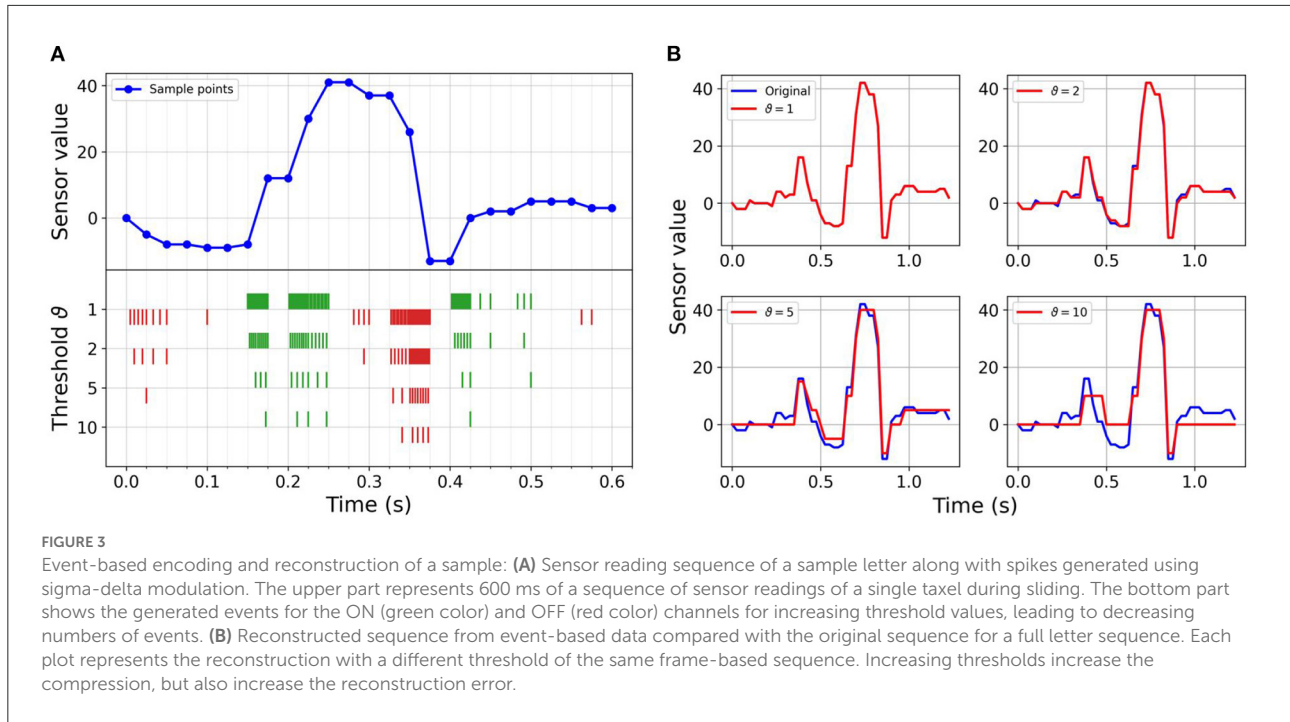 A
Sample points
40
20
0
Sensor value
1
2
5
10
Threshold ϑ
0.0 0.1 0.2 0.3 0.4 0.5 0.6
Time (s)
B
Original
ϑ = 1
40
20
0
0.0 0.5 1.0
ϑ = 2
40
20
0
0.0 0.5 1.0
Sensor value
ϑ = 5
40
20
0
0.0 0.5 1.0
ϑ = 10
40
20
0
0.0 0.5 1.0
Time (s)
FIGURE 3
Event-based encoding and reconstruction of a sample: (A) Sensor reading sequence of a sample letter along with spikes generated using
sigma-delta modulation. The upper part represents 600 ms of a sequence of sensor readings of a single taxel during sliding. The bottom part
shows the generated events for the ON (green color) and OFF (red color) channels for increasing threshold values, leading to decreasing
numbers of events. (B) Reconstructed sequence from event-based data compared with the original sequence for a full letter sequence. Each
plot represents the reconstruction with a different threshold of the same frame-based sequence. Increasing thresholds increase the
compression, but also increase the reconstruction error.